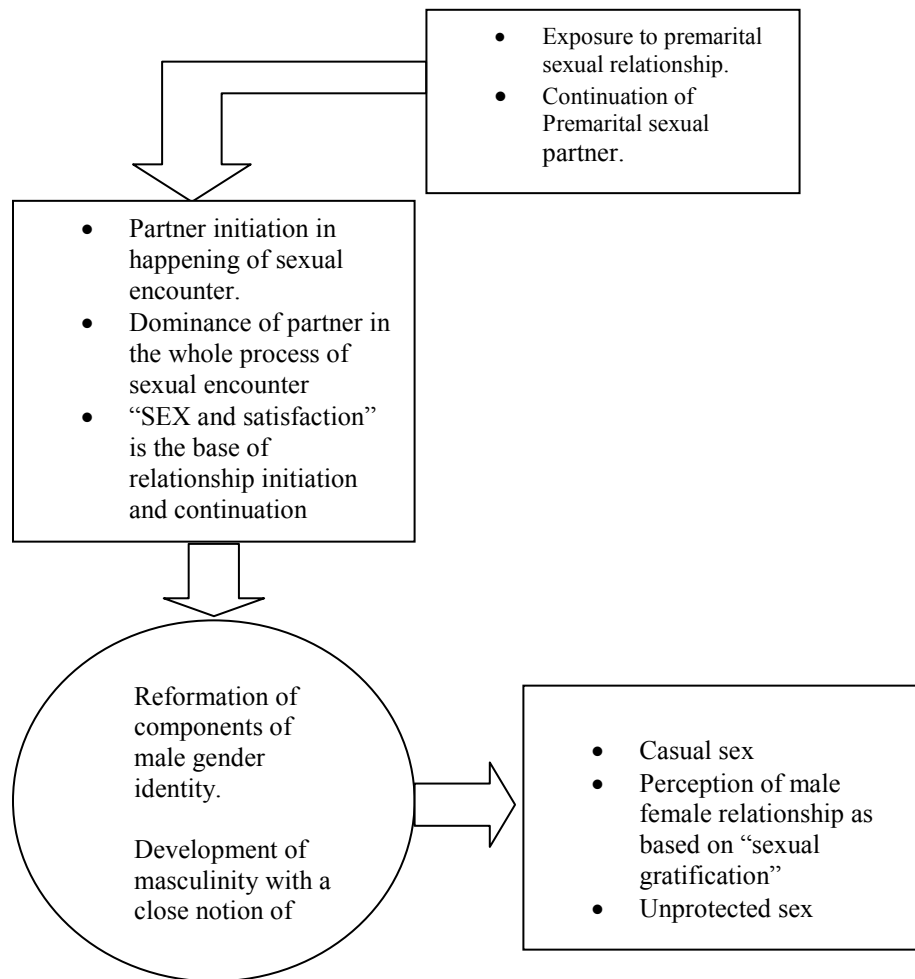 • Exposure to premarital
sexual relationship.
• Continuation of
Premarital sexual
partner.
• Partner initiation in
happening of sexual
encounter.
• Dominance of partner in
the whole process of
sexual encounter
• “SEX and satisfaction”
is the base of
relationship initiation
and continuation
Reformation of
components of
male gender
identity.
Development of
masculinity with a
close notion of
• Casual sex
• Perception of male
female relationship as
based on “sexual
gratification”
• Unprotected sex